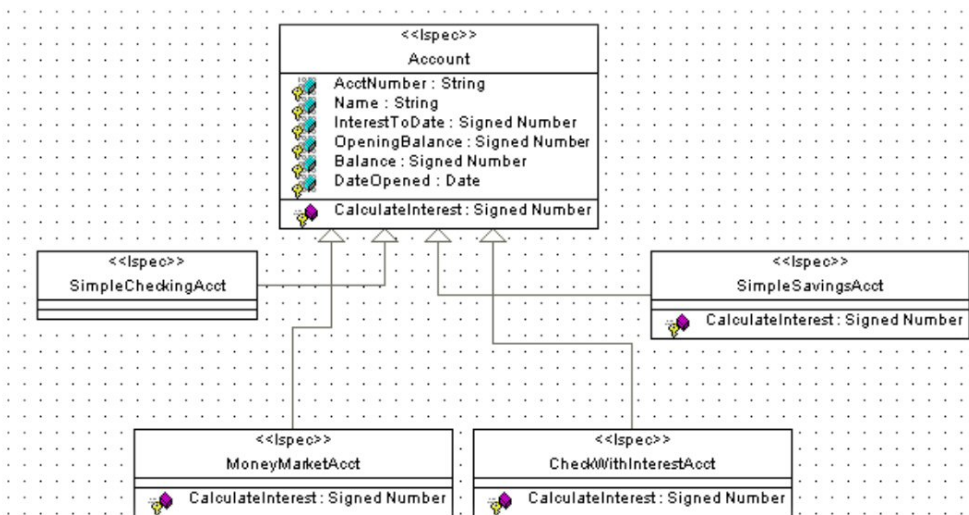 <<Ispec>>
Account
AcctNumber : String
Name : String
InterestToDate : Signed Number
OpeningBalance : Signed Number
Balance : Signed Number
DateOpened : Date
CalculateInterest : Signed Number
<<Ispec>>
SimpleCheckingAcct
<<Ispec>>
SimpleSavingsAcct
CalculateInterest : Signed Number
<<Ispec>>
MoneyMarketAcct
CalculateInterest : Signed Number
<<Ispec>>
CheckWithInterestAcct
CalculateInterest : Signed Number